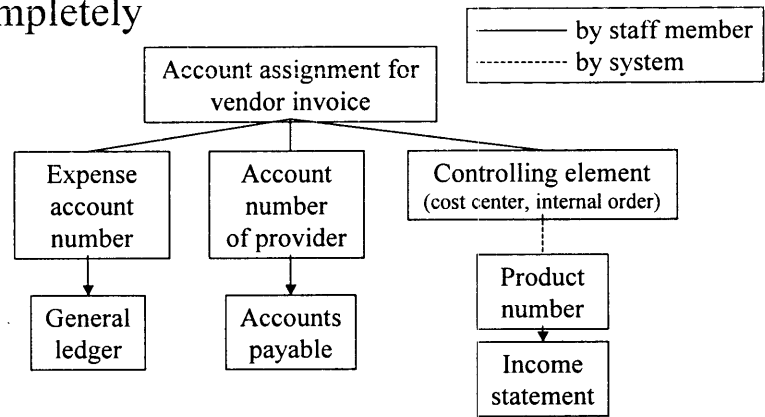 mpletely
by staff member
by system
Account assignment for
vendor invoice
Expense
account
number
Account
number
of provider
Controlling element
(cost center, internal order)
Product
number
General
ledger
Accounts
payable
Income
statement